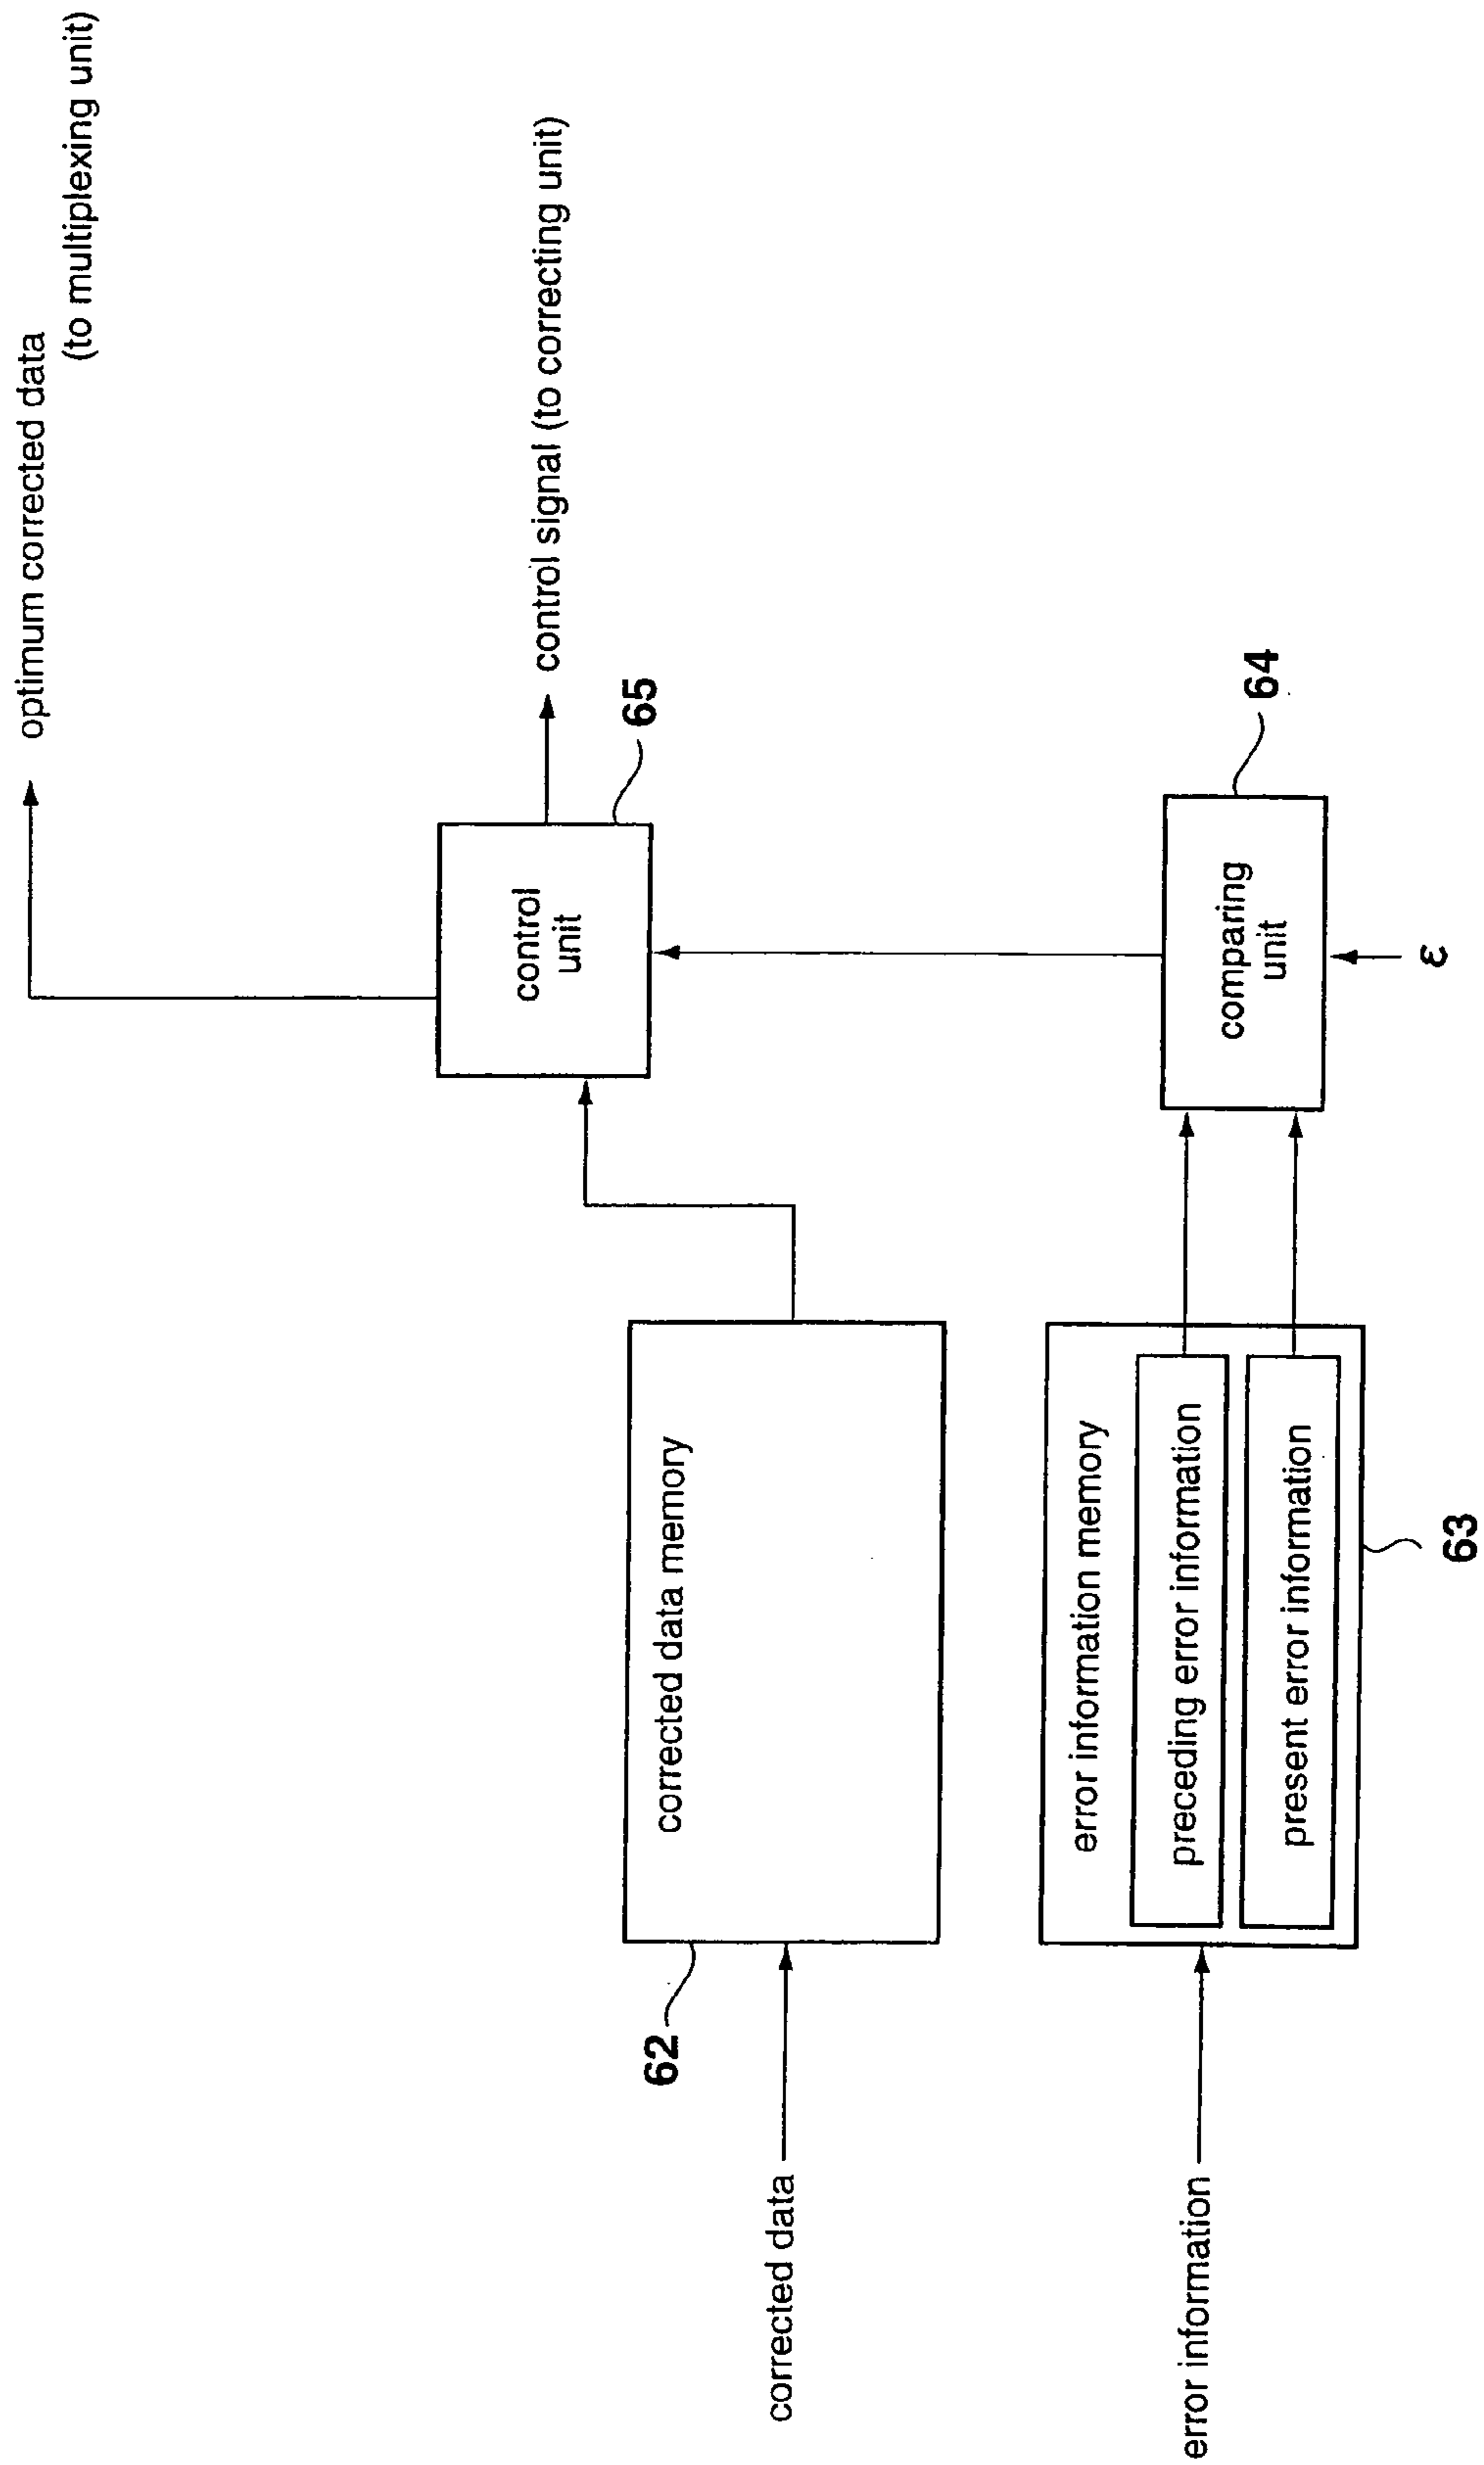 optimum corrected data
(to multiplexing unit)
control signal (to correcting unit)
65
control
unit
corrected data memory
62
corrected data
64
comparing
unit
ε
error information memory
preceding error information
present error information
63
error information